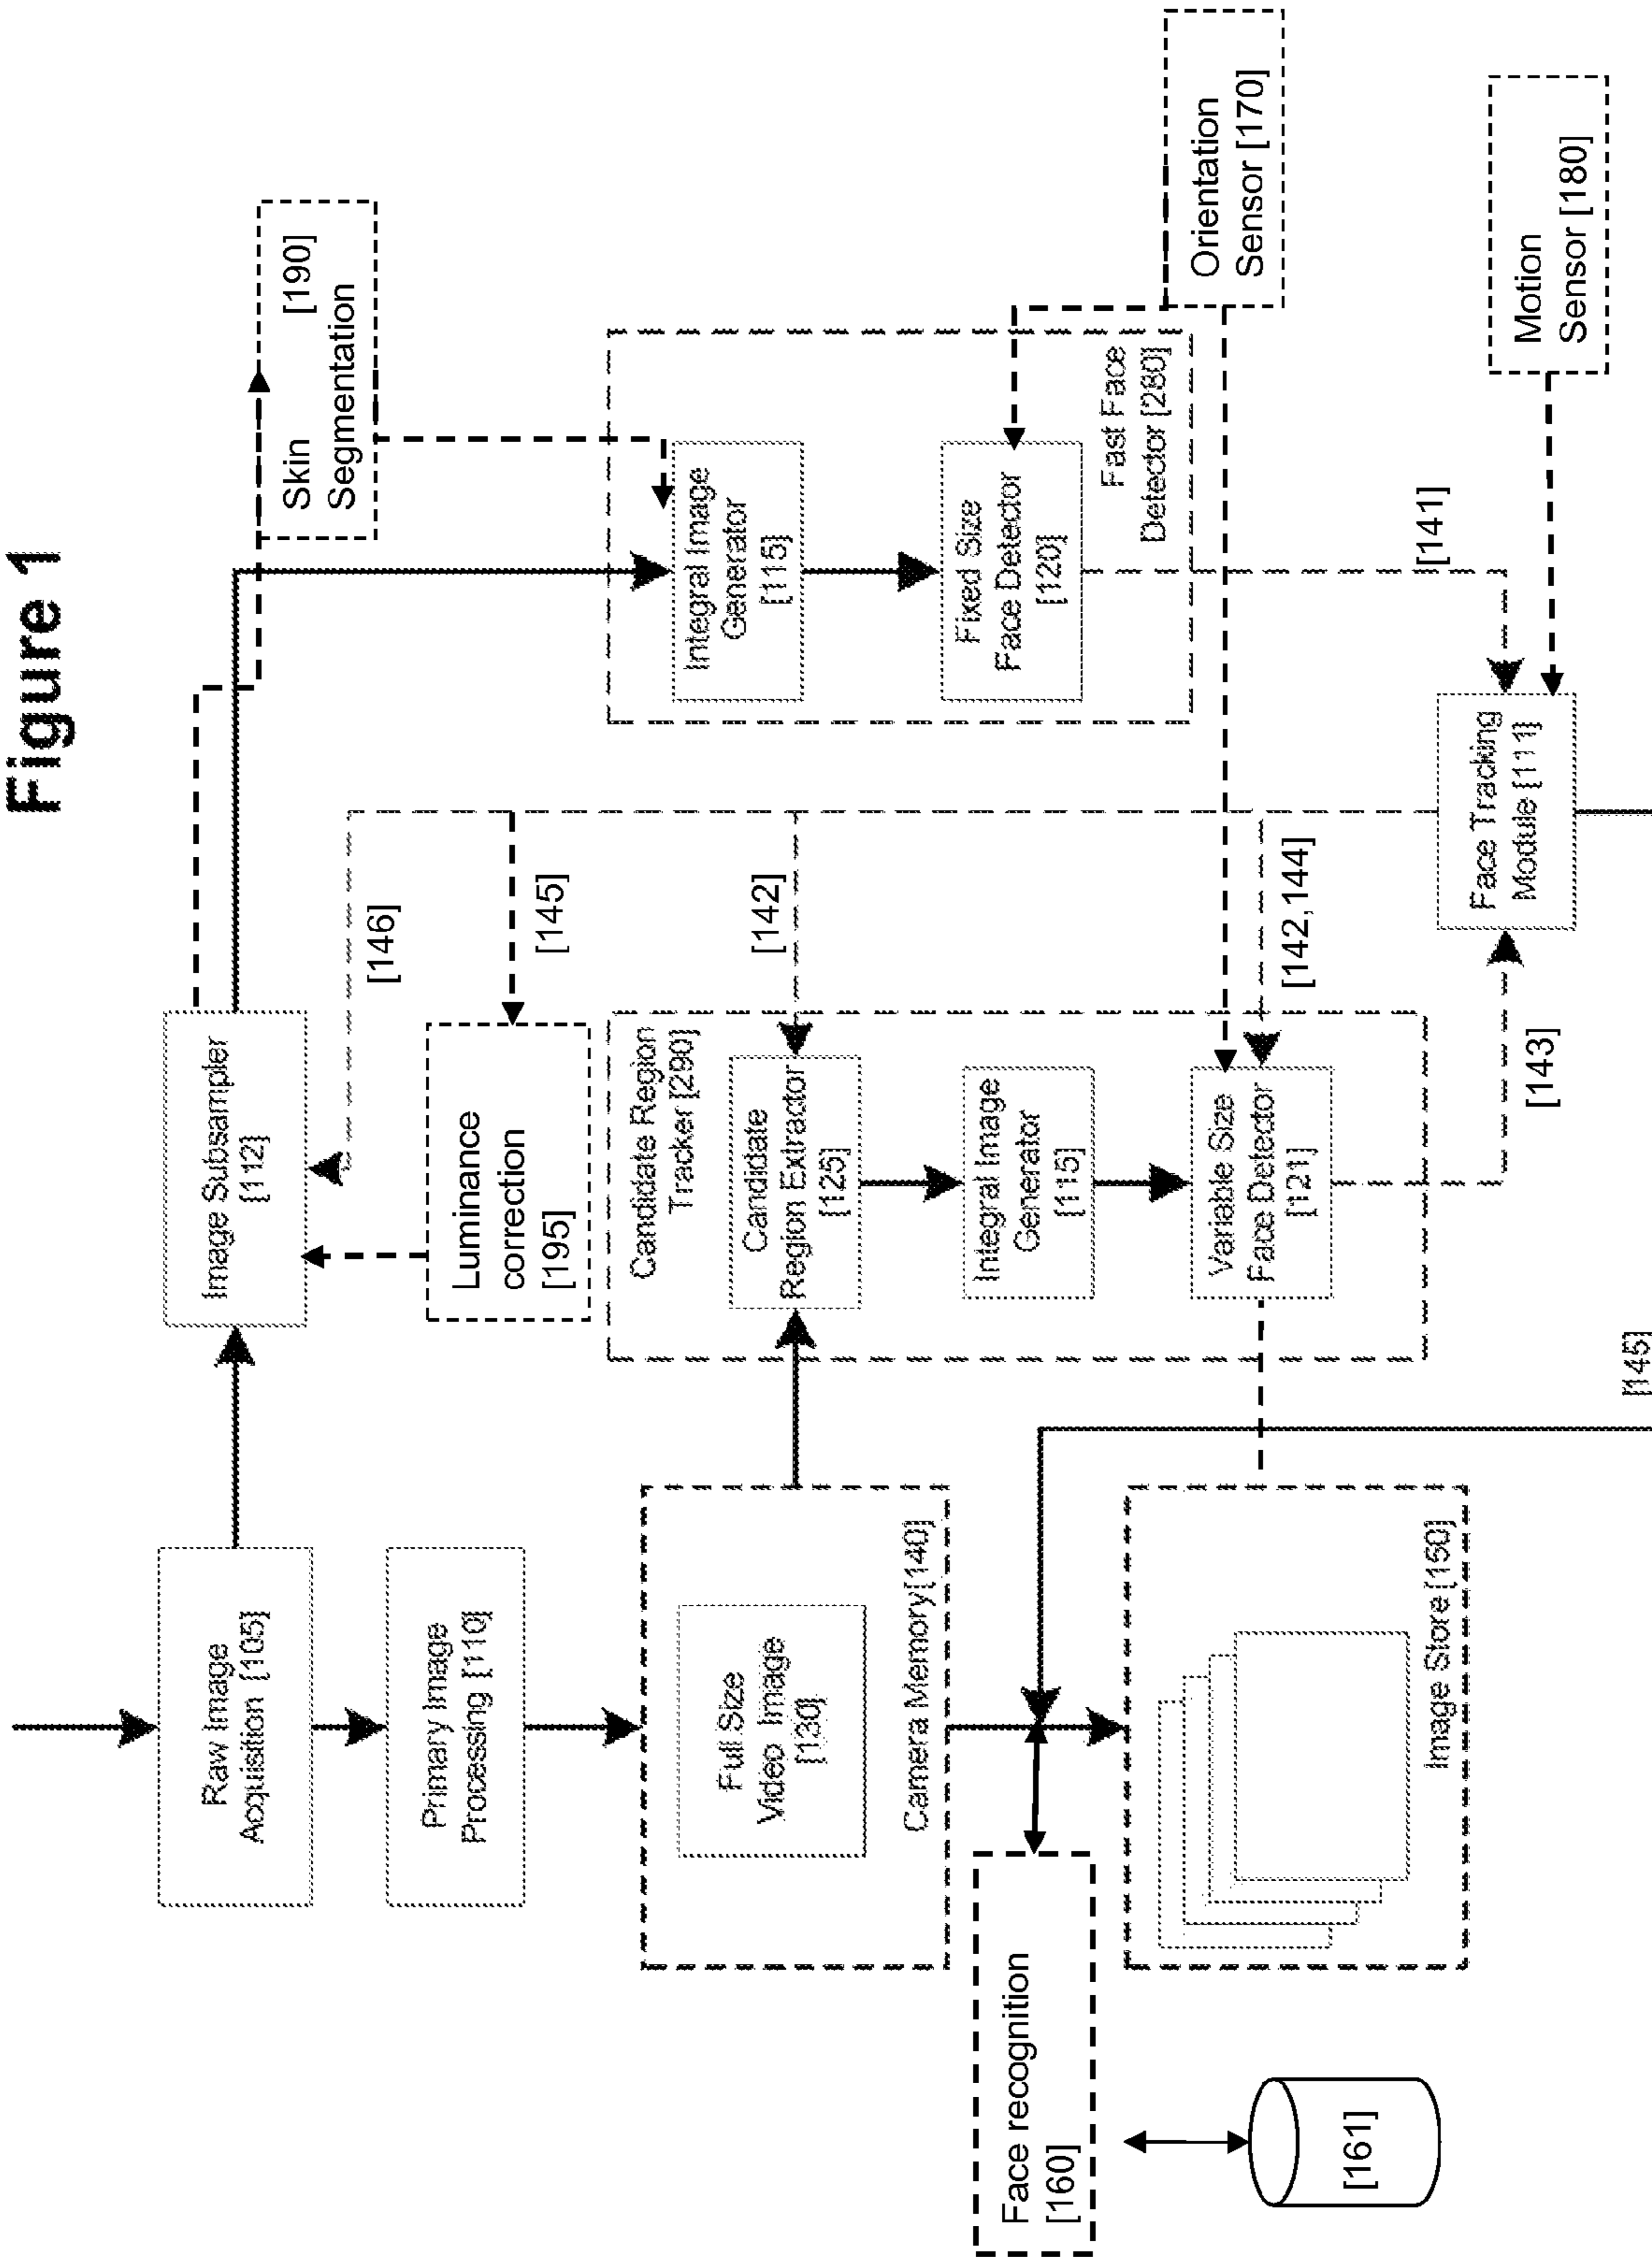 Figure 1
Raw Image
Acquisition [105]
Primary Image
Processing [110]
Full Size
Video Image
[130]
Camera Memory[140]
Face recognition
[160]
[161]
Image Store[150]
Image Subsampler
[112]
[146]
Luminance
correction
[195]
[145]
Candidate Region
Tracker [290]
[142]
Candidate
Region Extractor
[125]
Integral Image
Generator
[115]
Variable Size
Face Detector
[121]
[142,144]
[143]
[145]
Skin [190]
Segmentation
Integral Image
Generator
[115]
Fixed Size
Face Detector
[120]
Fast Face
Detector [280]
[141]
Orientation
Sensor [170]
Motion
Sensor [180]
Face Tracking
Module [111]